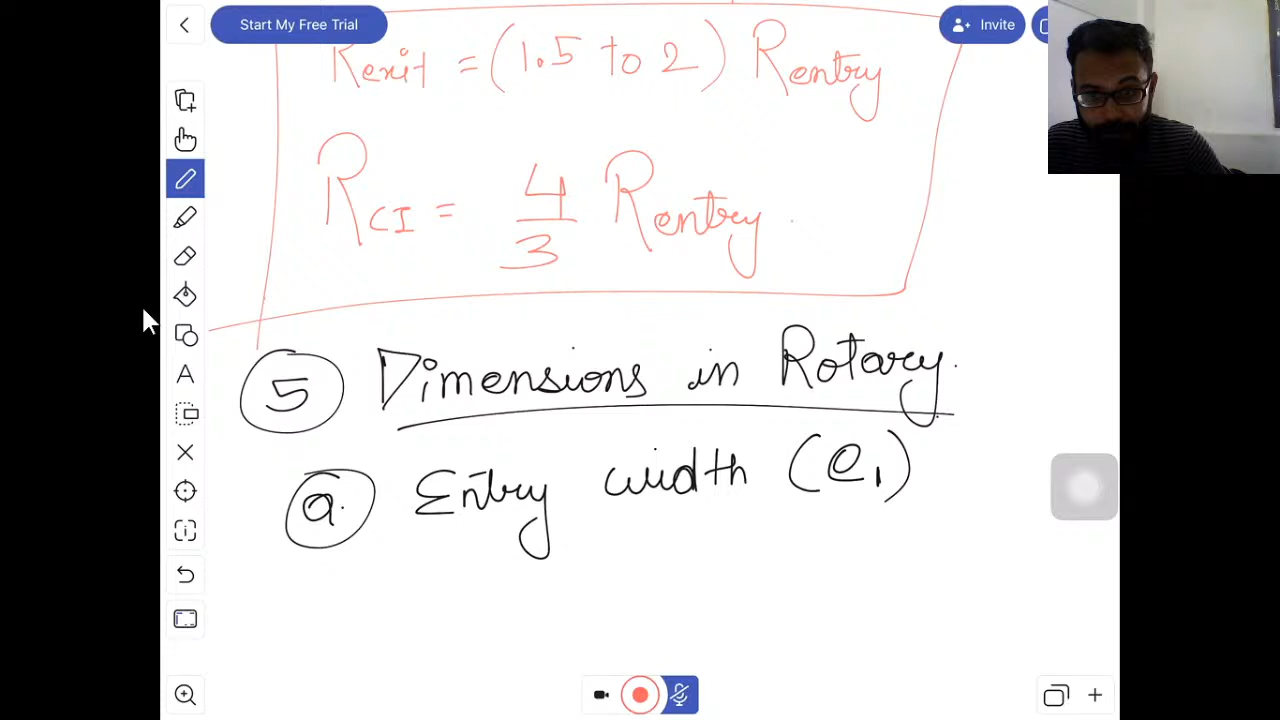 Start My Free Trial
Invite
Rexit = (1.5 to 2) Rentry
RCI = 4/3 Rentry
5 Dimensions in Rotary.
a. Entry width (e1)